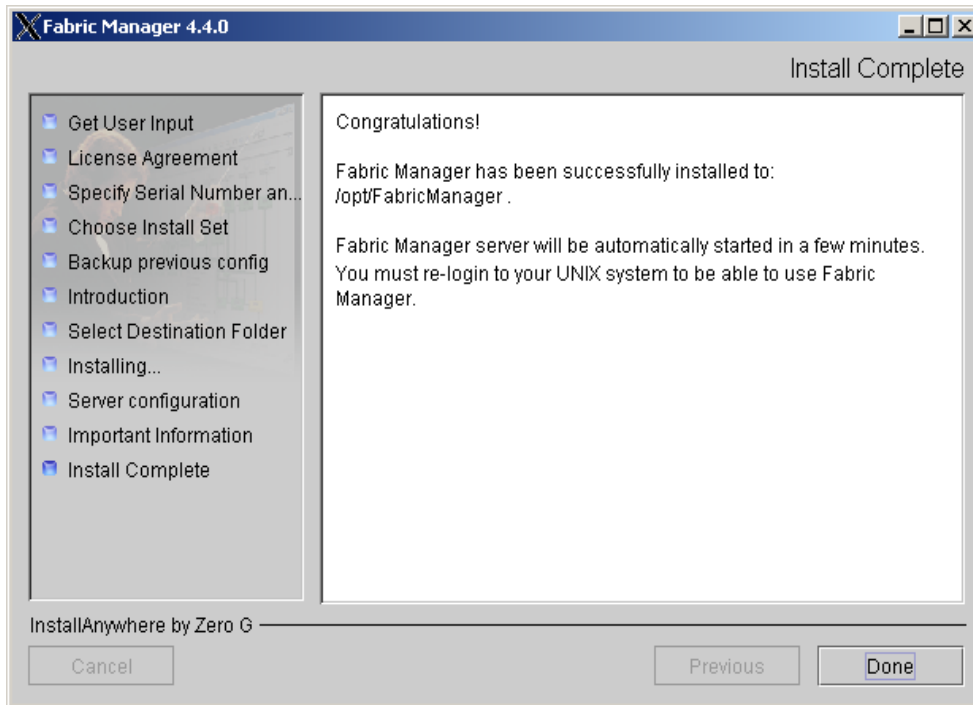 Fabric Manager 4.4.0
Install Complete
Get User Input
License Agreement
Specify Serial Number an...
Choose Install Set
Backup previous config
Introduction
Select Destination Folder
Installing...
Server configuration
Important Information
Install Complete
Congratulations!
Fabric Manager has been successfully installed to:
/opt/FabricManager .
Fabric Manager server will be automatically started in a few minutes.
You must re-login to your UNIX system to be able to use Fabric
Manager.
InstallAnywhere by Zero G
Cancel
Previous
Done